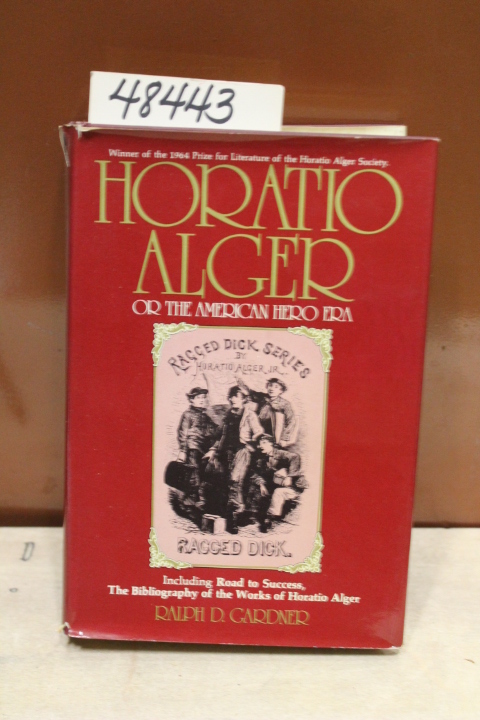 48443
Winner of the 1964 Prize for Literature of the Horatio Alger Society.
HORATIO
ALGER
OR THE AMERICAN HERO ERA
RAGGED DICK SERIES
BY
HORATIO ALGER JR.
RAGGED DICK.
Including Road to Success,
The Bibliography of the Works of Horatio Alger
RALPH D. GARDNER
D